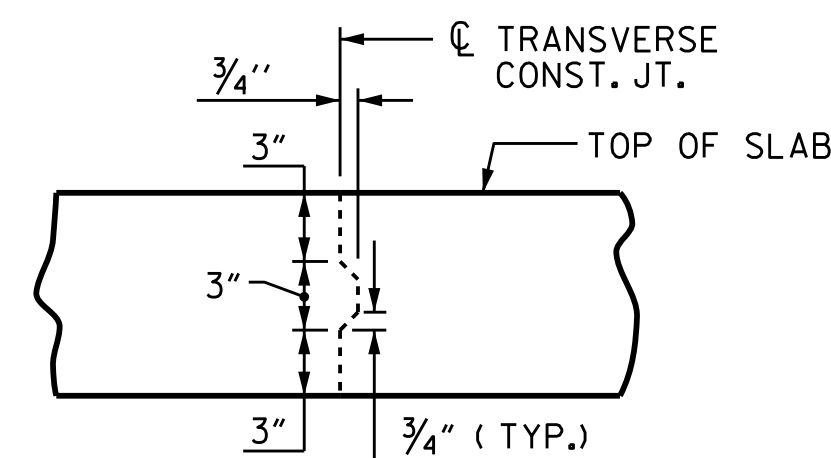 ℄ TRANSVERSE
CONST. JT.
3/4"
3"
TOP OF SLAB
3"
3"
3/4" (TYP.)